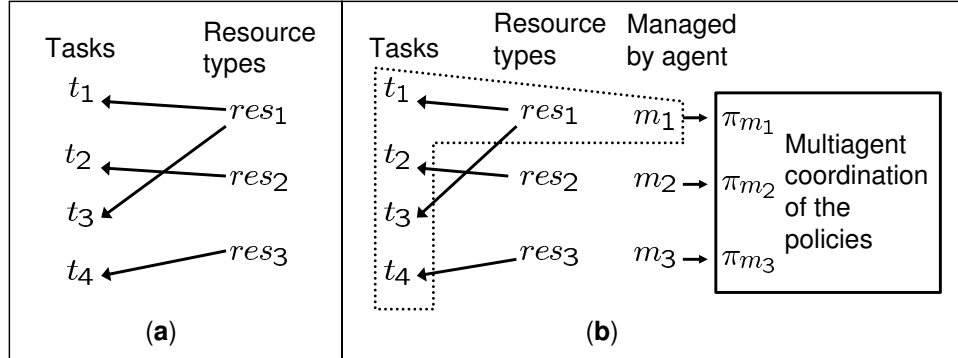 Tasks
Resource
types
t1
res1
t2
res2
t3
t4
res3
(a)
Tasks
Resource
types
Managed
by agent
t1
res1
m1
πm1
t2
res2
m2
πm2
t3
t4
res3
m3
πm3
Multiagent
coordination
of the
policies
(b)